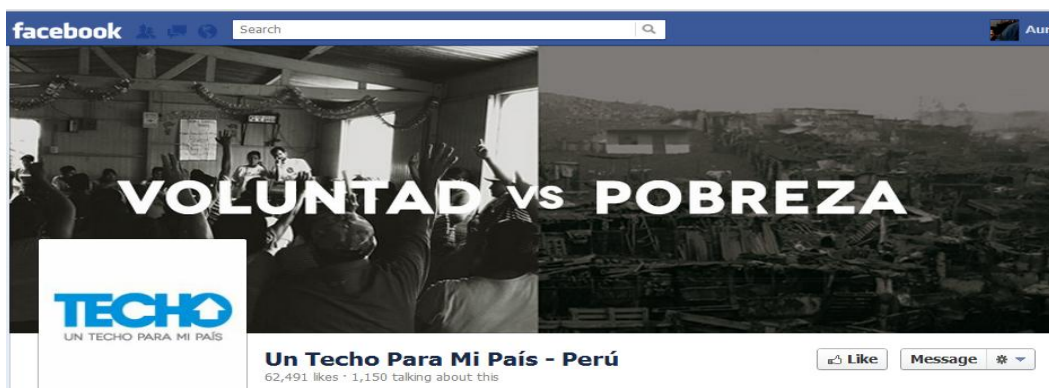 facebook
Search
Aur
VOLUNTAD vs POBREZA
TECHO
UN TECHO PARA MI PAÍS
Un Techo Para Mi País - Perú
Like
Message
62,491 likes · 1,150 talking about this